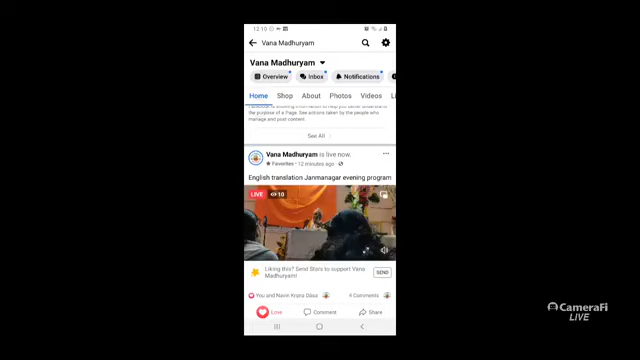 12:10
Vana Madhuryam
Vana Madhuryam
Overview
Inbox
Notifications
Home
Shop
About
Photos
Videos
Li
the purpose of a Page. See actions taken by the people who
manage and post content.
See All
Vana Madhuryam is live now.
Favorites • 12 minutes ago
English translation Janmanagar evening program
LIVE
10
Liking this? Send Stars to support Vana
Madhuryam!
SEND
You and Navin Krsna Dasa
4 Comments
Love
Comment
Share
CameraFi
LIVE